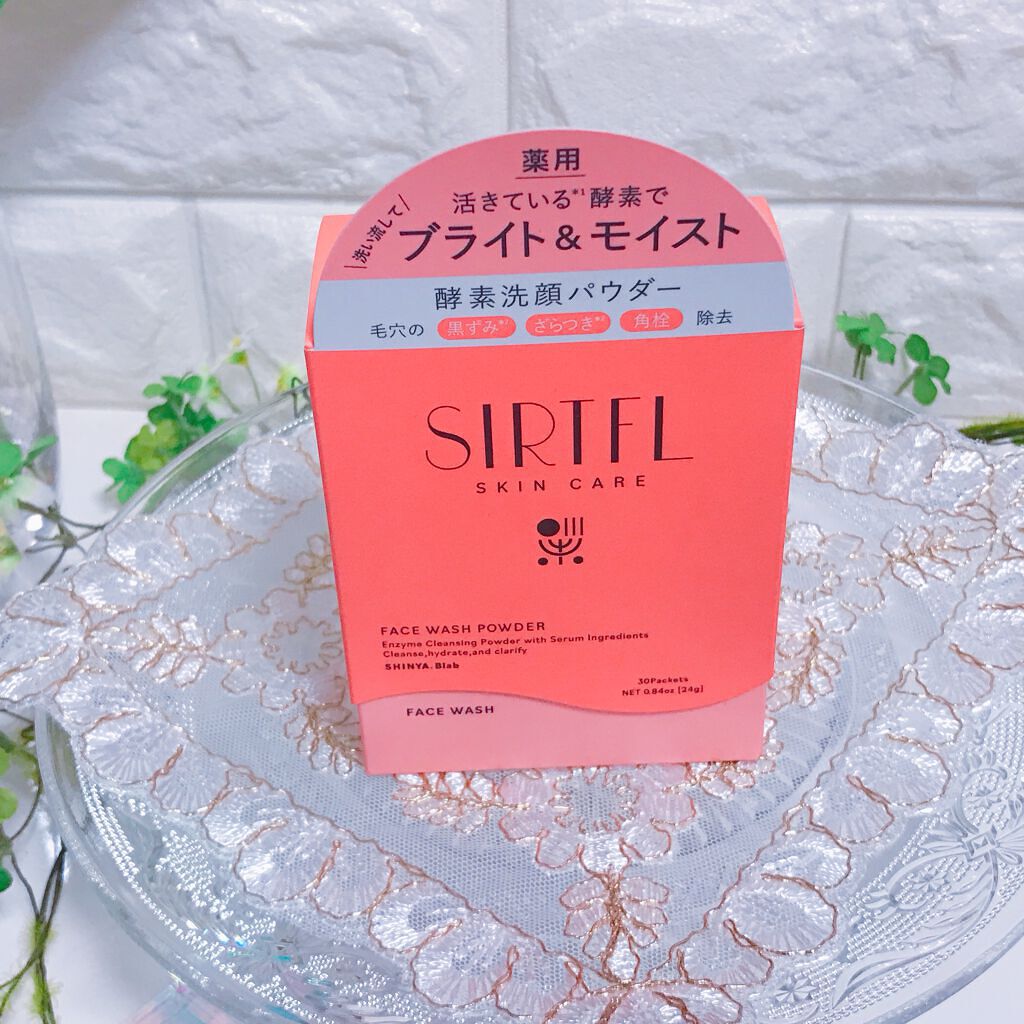 薬用
洗い流して
活きている*1酵素で
ブライト&モイスト
酵素洗顔パウダー
毛穴の 黒ずみ*2 ざらつき*2 角栓 除去
SIRTFL
SKIN CARE
FACE WASH POWDER
Enzyme Cleansing Powder with Serum Ingredients
Cleanse,hydrate,and clarify
SHINYA.Blab
30Packets
NET 0.84oz [24g]
FACE WASH